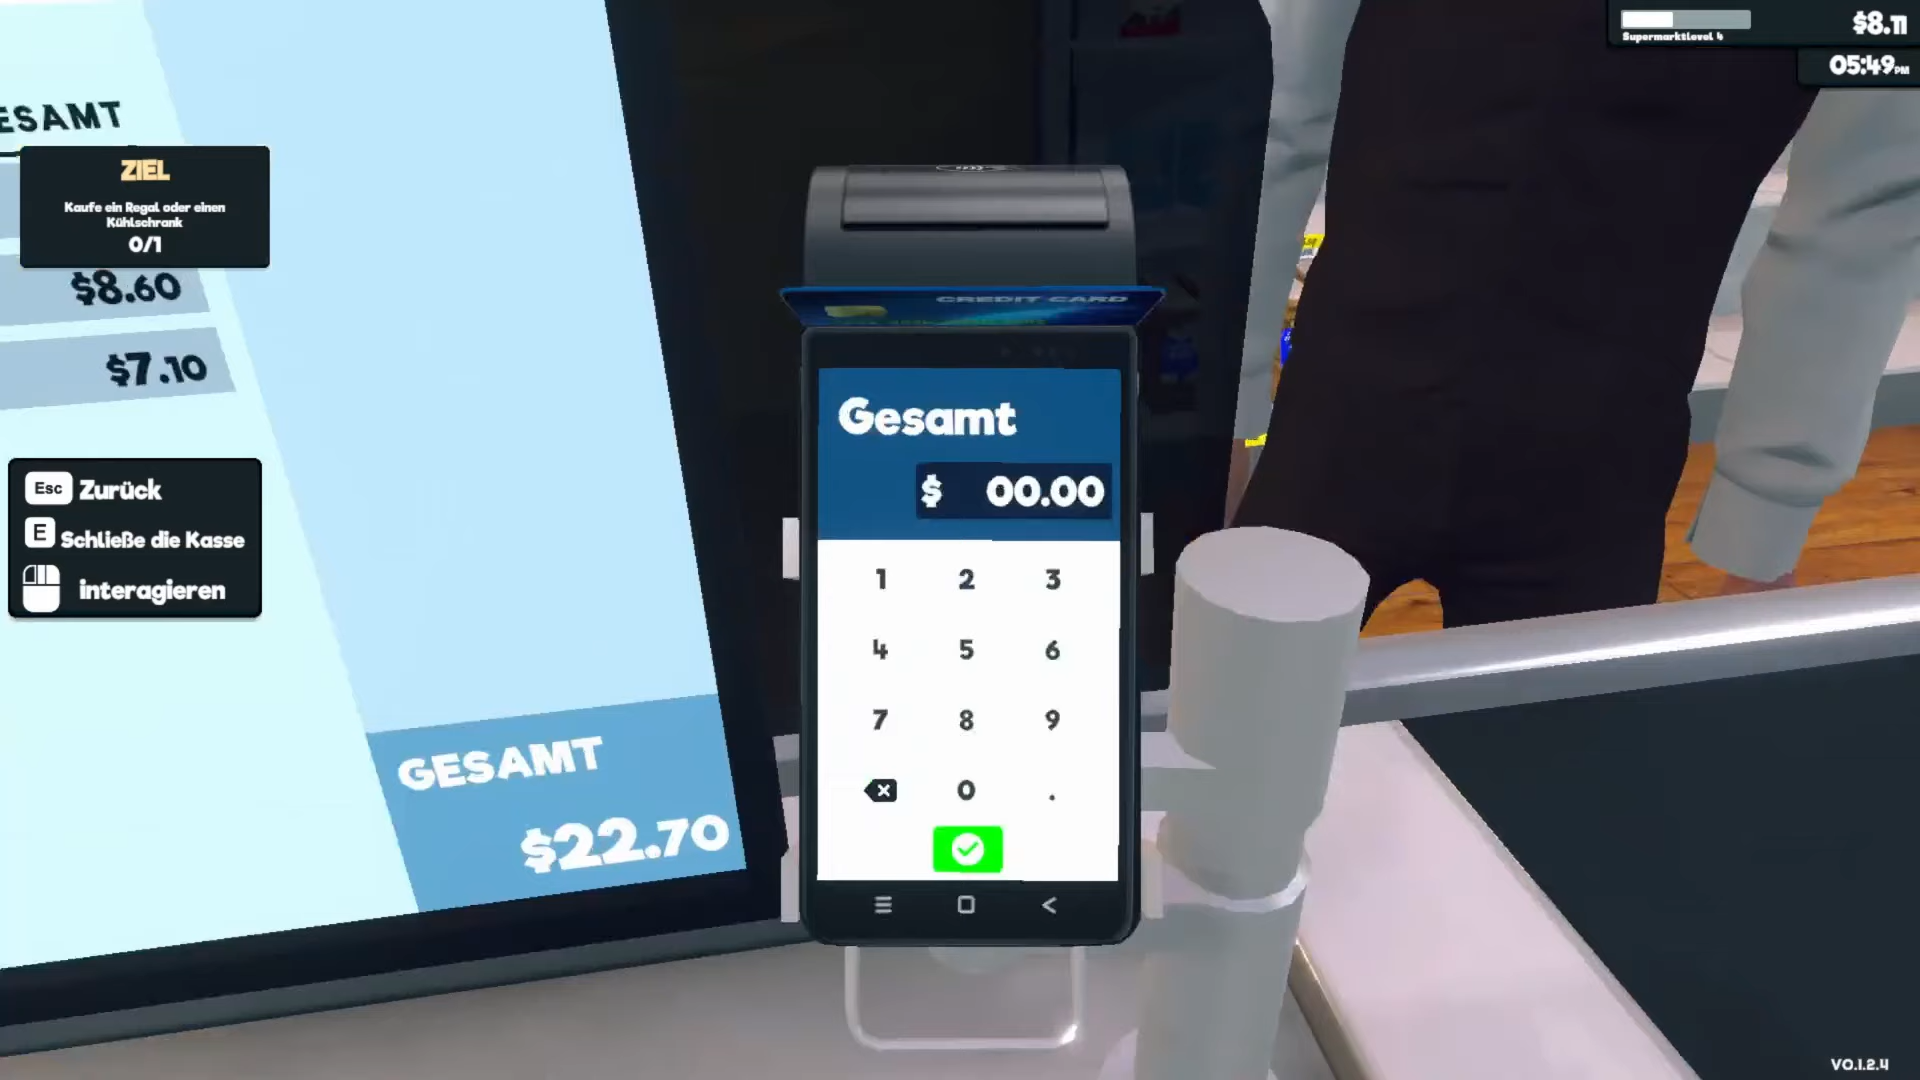 $8.11
Supermarktlevel 4
05:49PM
ESAMT
ZIEL
Kaufe ein Regal oder einen
Kühlschrank
0/1
$8.60
$7.10
Esc Zurück
E Schließe die Kasse
interagieren
GESAMT
$22.70
CREDIT CARD
Gesamt
$ 00.00
1 2 3
4 5 6
7 8 9
0 .
V0.1.2.4